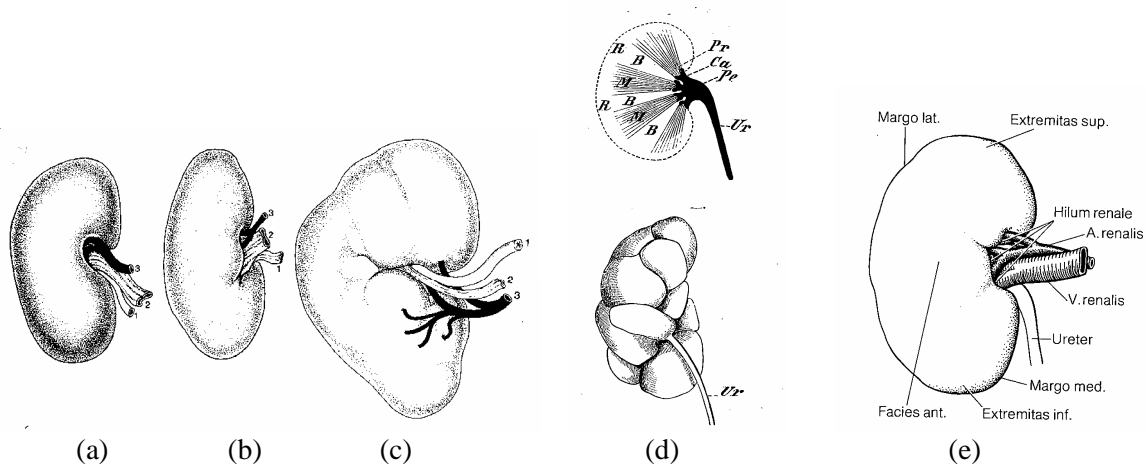 3
2
1
3
2
1
1
2
3
R
B
M
R
B
M
B
Pr
Ca
Pe
Ur
Ur
Margo lat.
Extremitas sup.
Hilum renale
A. renalis
V. renalis
Ureter
Margo med.
Facies ant.
Extremitas inf.
(a)
(b)
(c)
(d)
(e)